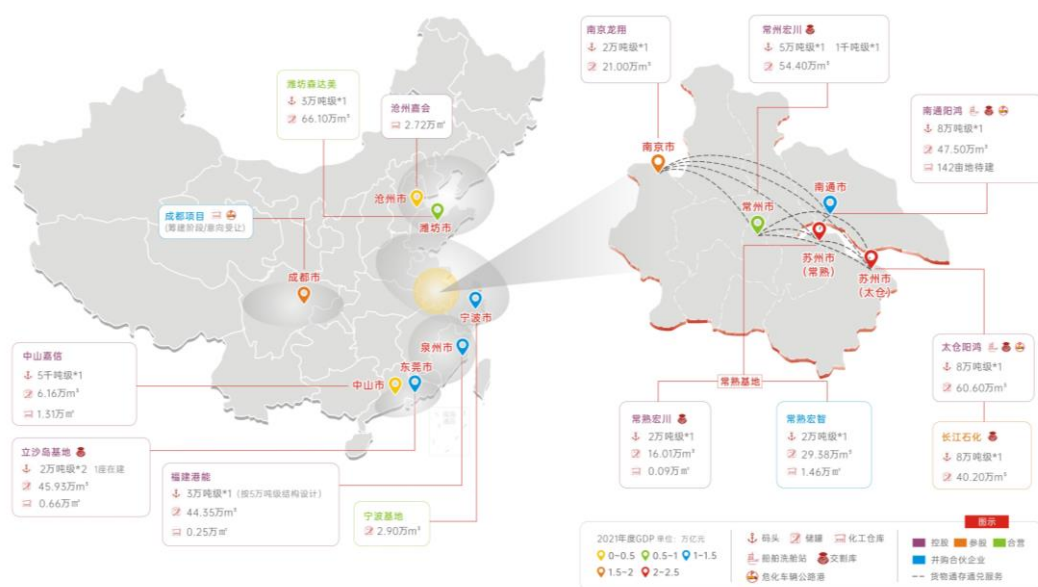 潍坊森达美
3万吨级*1
66.10万m³
沧州嘉会
2.72万㎡
沧州市
潍坊市
成都项目
(筹建阶段/意向受让)
成都市
宁波市
泉州市
东莞市
中山市
中山嘉信
5千吨级*1
6.16万m³
1.31万㎡
立沙岛基地
2万吨级*2 1座在建
45.93万m³
0.66万㎡
福建港能
3万吨级*1 (按5万吨级结构设计)
44.35万m³
0.25万㎡
宁波基地
2.90万m³
南京龙翔
2万吨级*1
21.00万m³
常州宏川
5万吨级*1 1千吨级*1
54.40万m³
南通阳鸿
8万吨级*1
47.50万m³
142亩地待建
南京市
南通市
常州市
苏州市
(常熟)
苏州市
(太仓)
常熟基地
太仓阳鸿
8万吨级*1
60.60万m³
常熟宏川
2万吨级*1
16.01万m³
0.09万㎡
常熟宏智
2万吨级*1
29.38万m³
1.46万㎡
长江石化
8万吨级*1
40.20万m³
图示
2021年度GDP 单位：万亿元
0~0.5 0.5~1 1~1.5
1.5~2 2~2.5
码头 储罐 化工仓库
船舶洗舱站 交割库
危化车辆公路港
控股 参股 合营
并购合伙企业
货物通存通兑服务